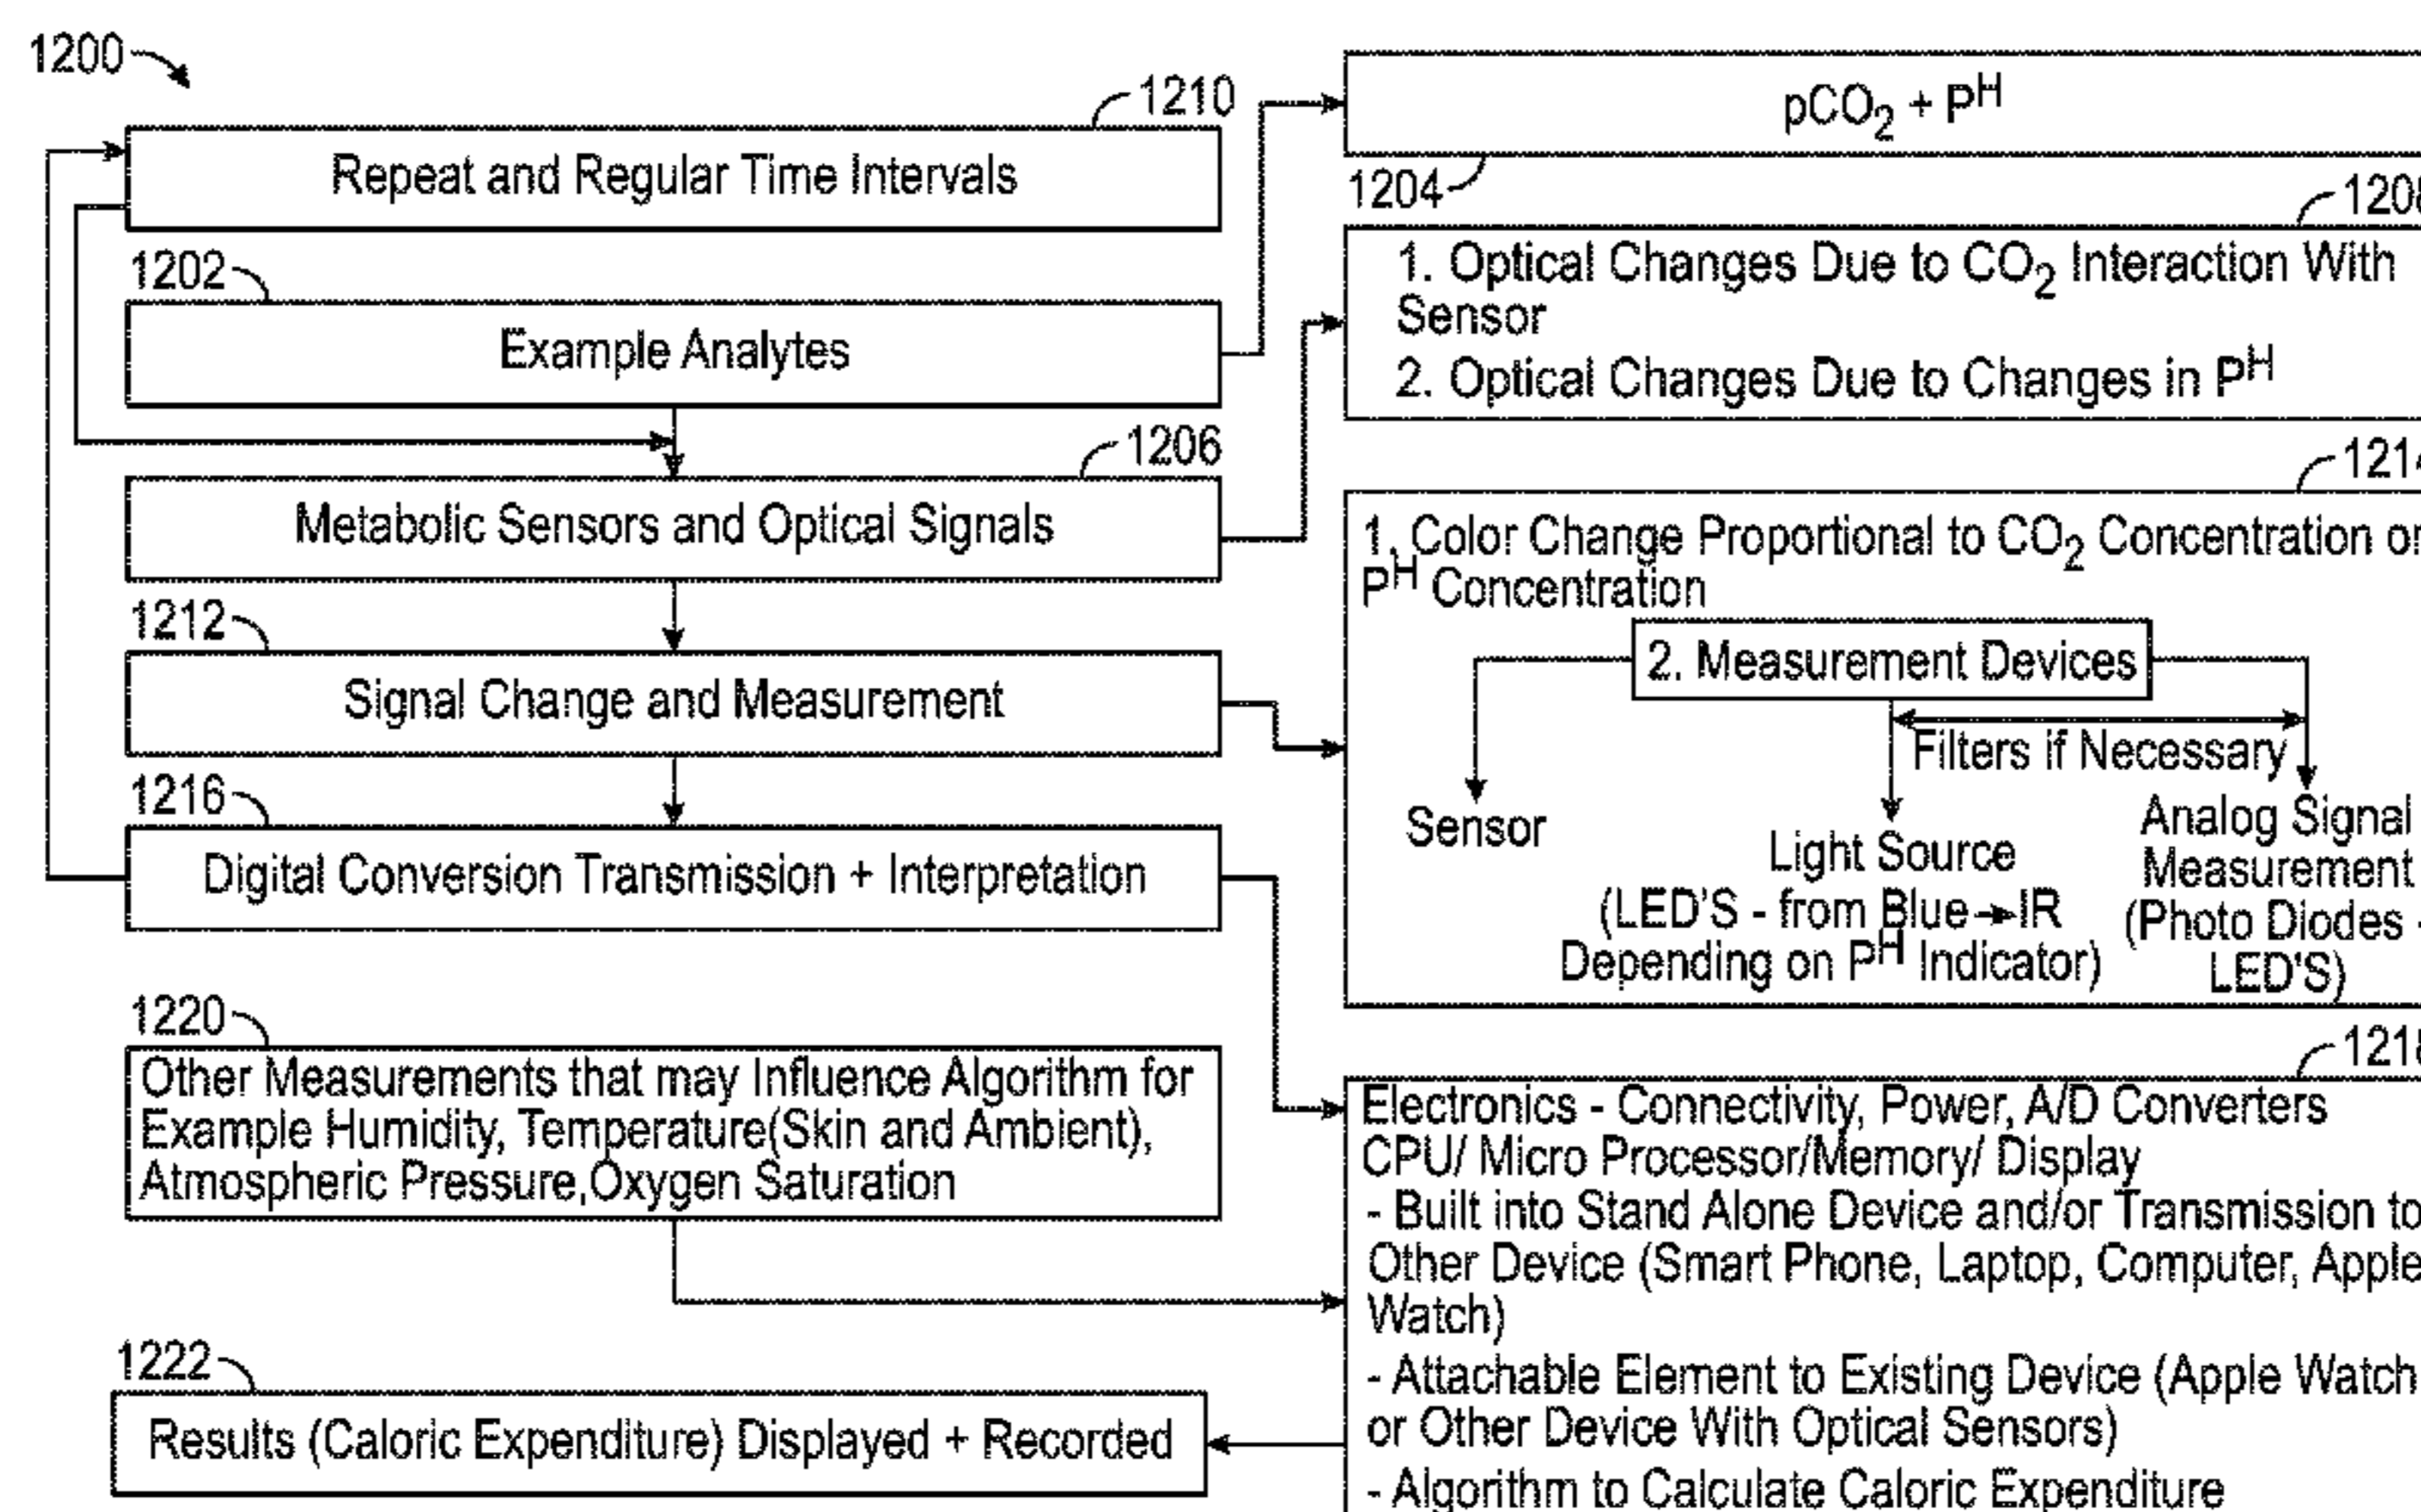 1200
1210
Repeat and Regular Time Intervals
1202
Example Analytes
1206
Metabolic Sensors and Optical Signals
1212
Signal Change and Measurement
1216
Digital Conversion Transmission + Interpretation
1220
Other Measurements that may Influence Algorithm for
Example Humidity, Temperature(Skin and Ambient),
Atmospheric Pressure,Oxygen Saturation
1222
Results (Caloric Expenditure) Displayed + Recorded
pCO₂ + Pᴴ
1204
1208
1. Optical Changes Due to CO₂ Interaction With
Sensor
2. Optical Changes Due to Changes in Pᴴ
1214
1. Color Change Proportional to CO₂ Concentration or
Pᴴ Concentration
2. Measurement Devices
Filters if Necessary
Sensor
Light Source
(LED'S - from Blue→IR
Depending on Pᴴ Indicator)
Analog Signal
Measurement
(Photo Diodes -
LED'S)
1218
Electronics - Connectivity, Power, A/D Converters
CPU/ Micro Processor/Memory/ Display
- Built into Stand Alone Device and/or Transmission to
Other Device (Smart Phone, Laptop, Computer, Apple
Watch)
- Attachable Element to Existing Device (Apple Watch
or Other Device With Optical Sensors)
- Algorithm to Calculate Caloric Expenditure